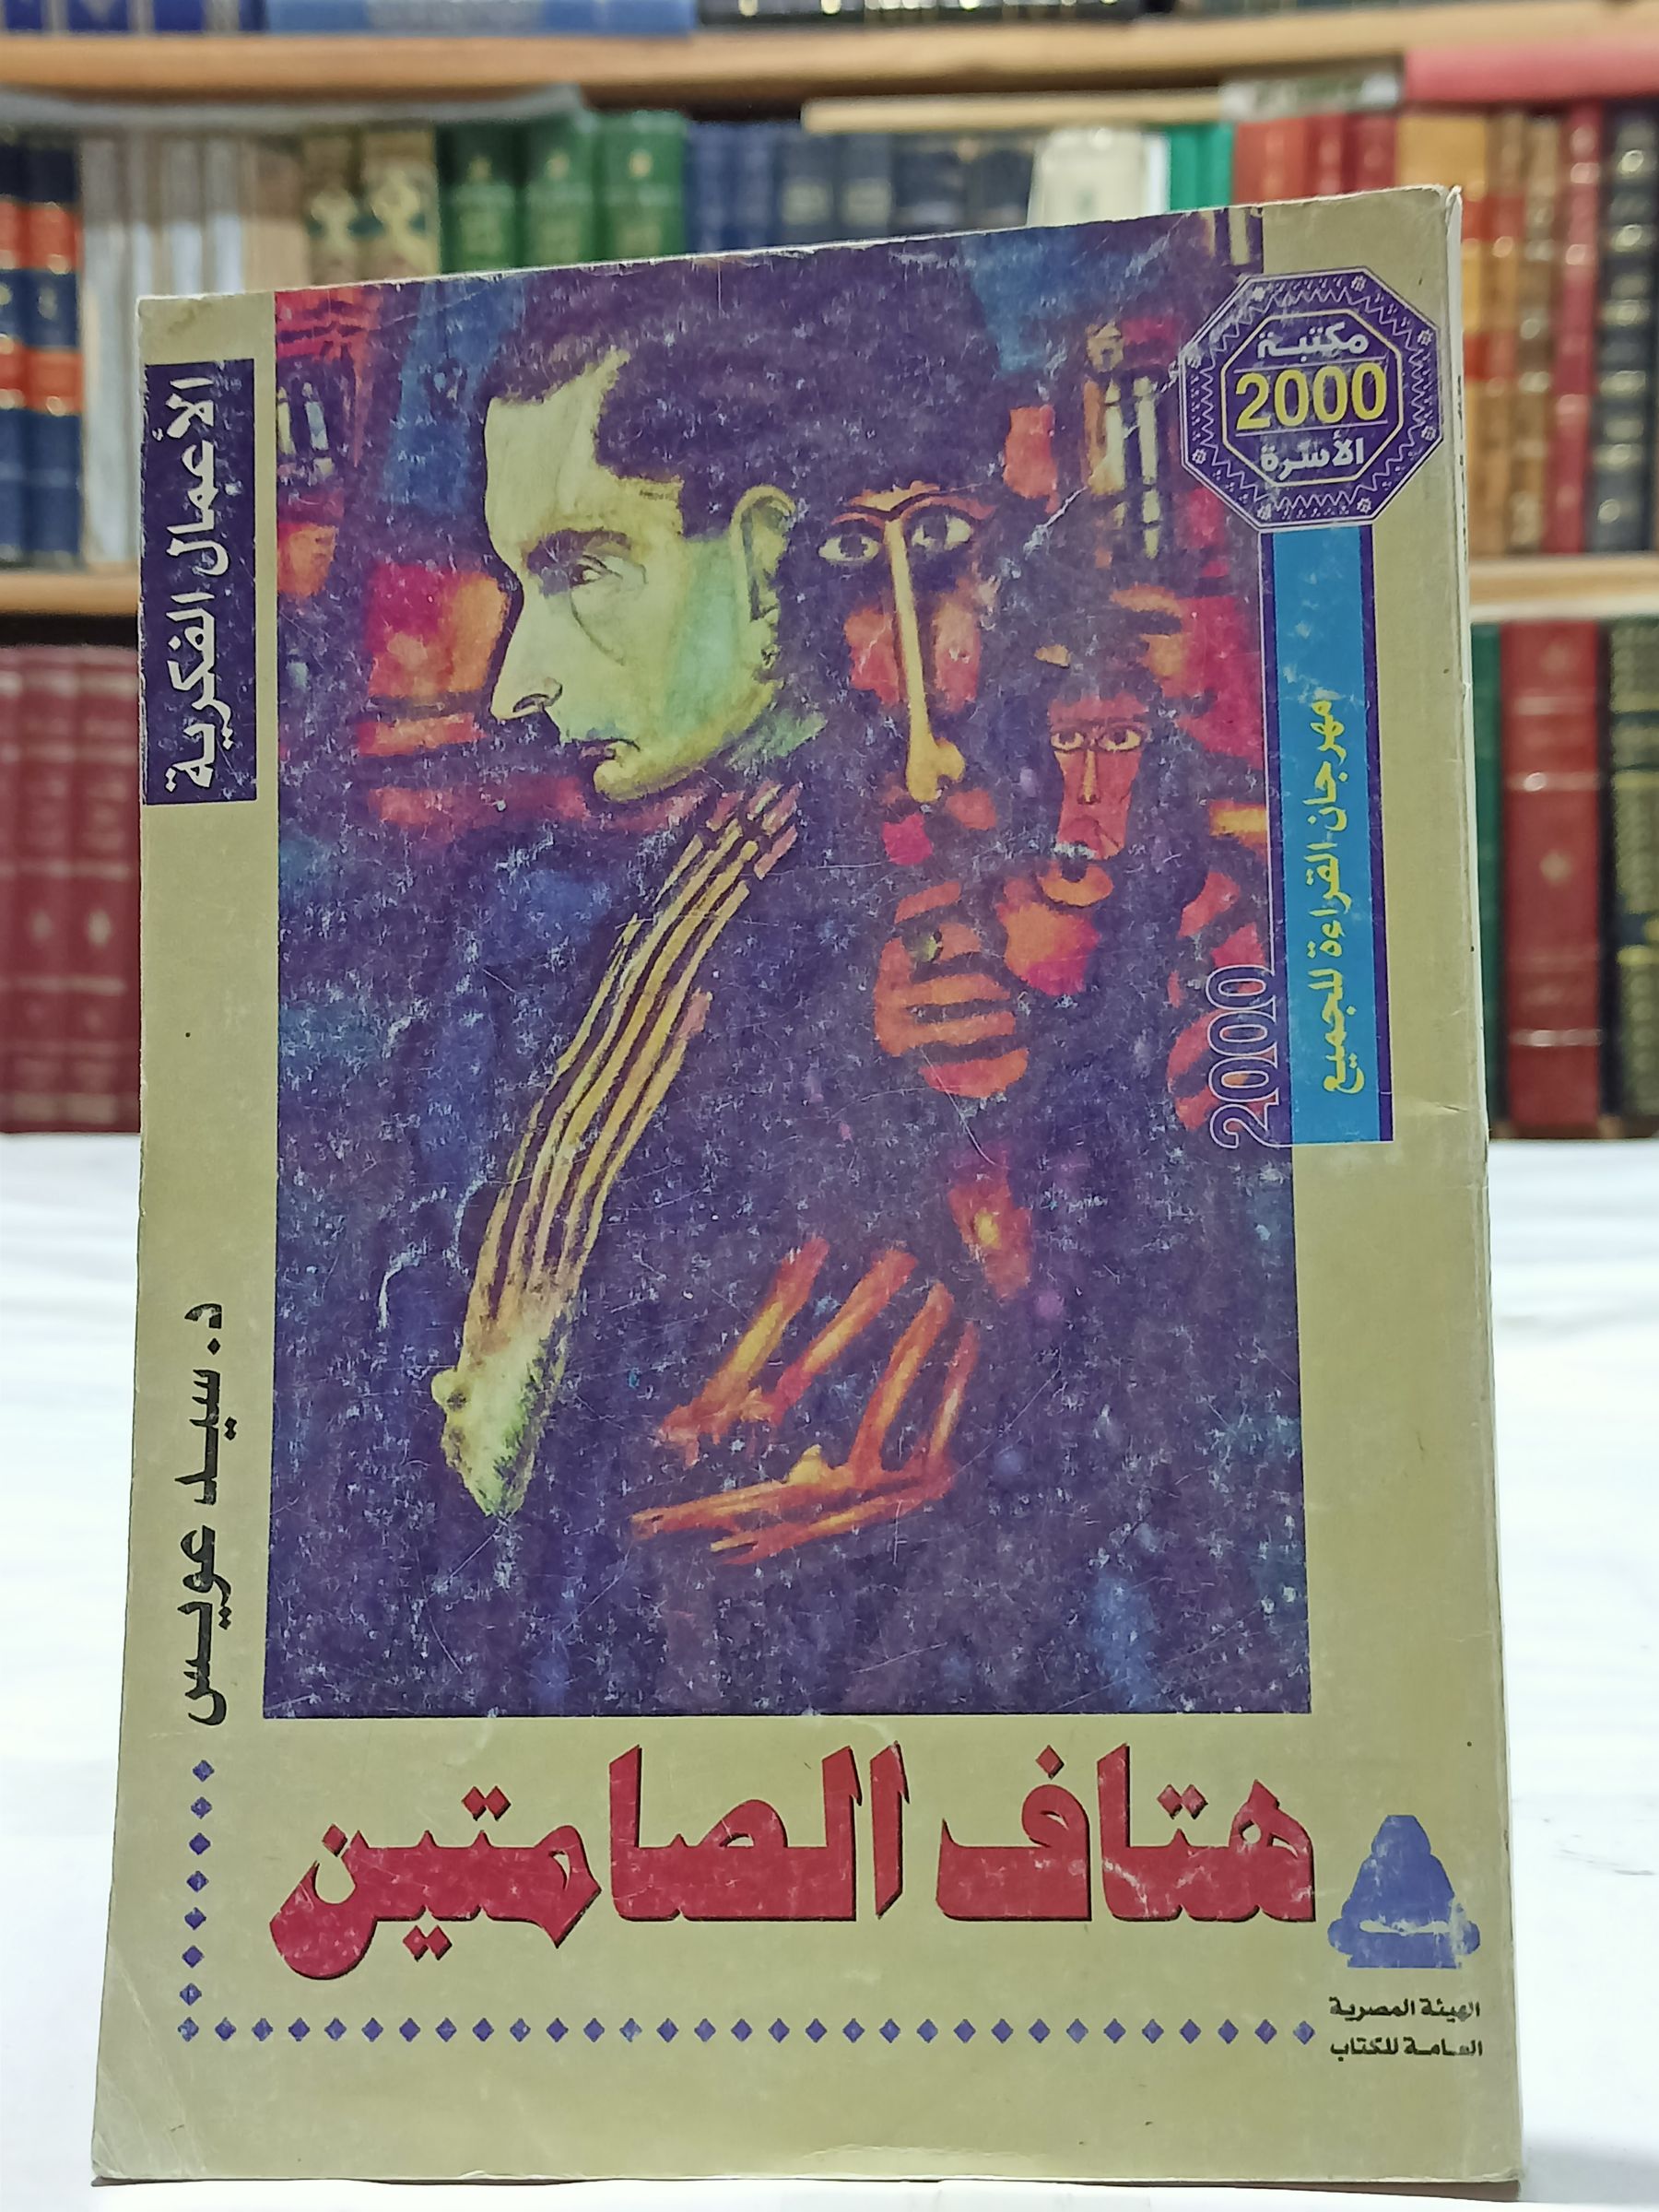 مكتبة
2000
الأسرة
مهرجان القراءة للجميع
2000
الأعمال الفكرية
د. سيد عويس
هتاف الصامتين
الهيئة المصرية
العامة للكتاب